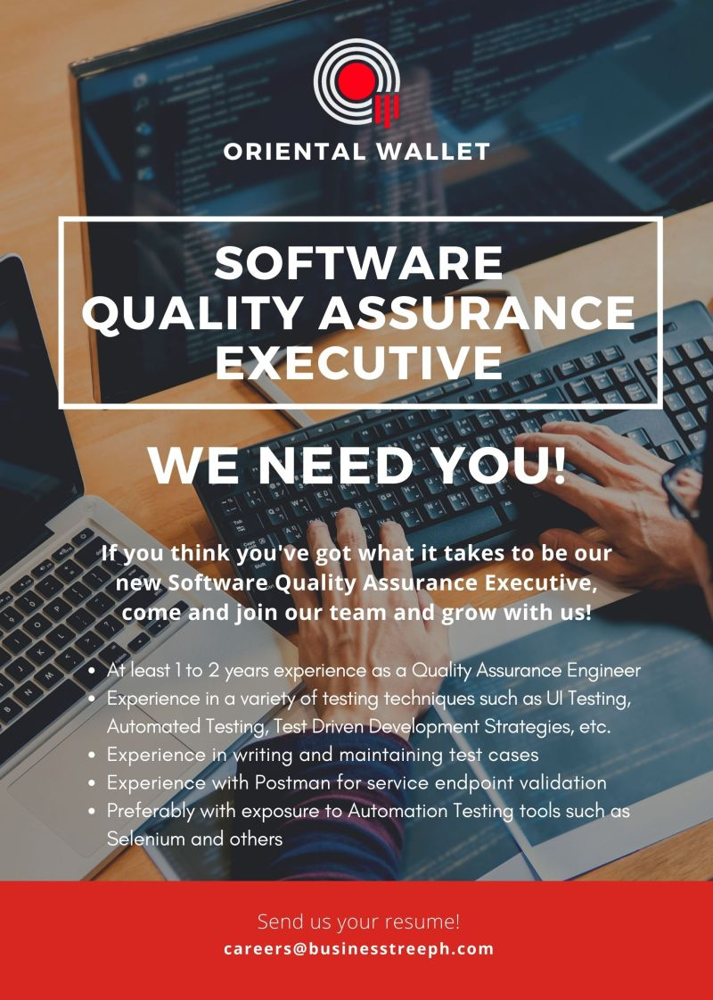 ORIENTAL WALLET
SOFTWARE
QUALITY ASSURANCE
EXECUTIVE
WE NEED YOU!
If you think you've got what it takes to be our
new Software Quality Assurance Executive,
come and join our team and grow with us!
• At least 1 to 2 years experience as a Quality Assurance Engineer
• Experience in a variety of testing techniques such as UI Testing,
Automated Testing, Test Driven Development Strategies, etc.
• Experience in writing and maintaining test cases
• Experience with Postman for service endpoint validation
• Preferably with exposure to Automation Testing tools such as
Selenium and others
Send us your resume!
careers@businesstreeph.com